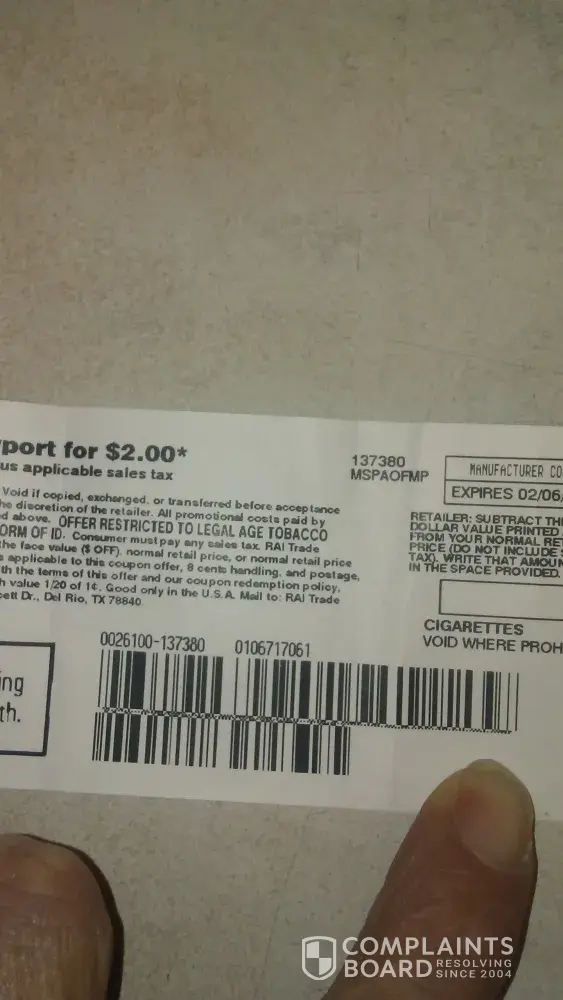 port for $2.00*
us applicable sales tax
Void if copied, exchanged, or transferred before acceptance
he discretion of the retailer. All promotional costs paid by
d above. OFFER RESTRICTED TO LEGAL AGE TOBACCO
ORM OF ID. Consumer must pay any sales tax. RAI Trade
the face value ($ OFF), normal retail price, or normal retail price
s applicable to this coupon offer, 8 cents handling, and postage,
th the terms of this offer and our coupon redemption policy,
h value 1/20 of 1¢. Good only in the U.S.A. Mail to: RAI Trade
cett Dr., Del Rio, TX 78840.
137380
MSPAOFMP
MANUFACTURER CO
EXPIRES 02/06/
RETAILER: SUBTRACT THE
DOLLAR VALUE PRINTED
FROM YOUR NORMAL RET
PRICE (DO NOT INCLUDE S
TAX). WRITE THAT AMOUN
IN THE SPACE PROVIDED.
CIGARETTES
VOID WHERE PROH
ing
th.
0026100-137380 0106717061
COMPLAINTS
BOARD RESOLVING
SINCE 2004